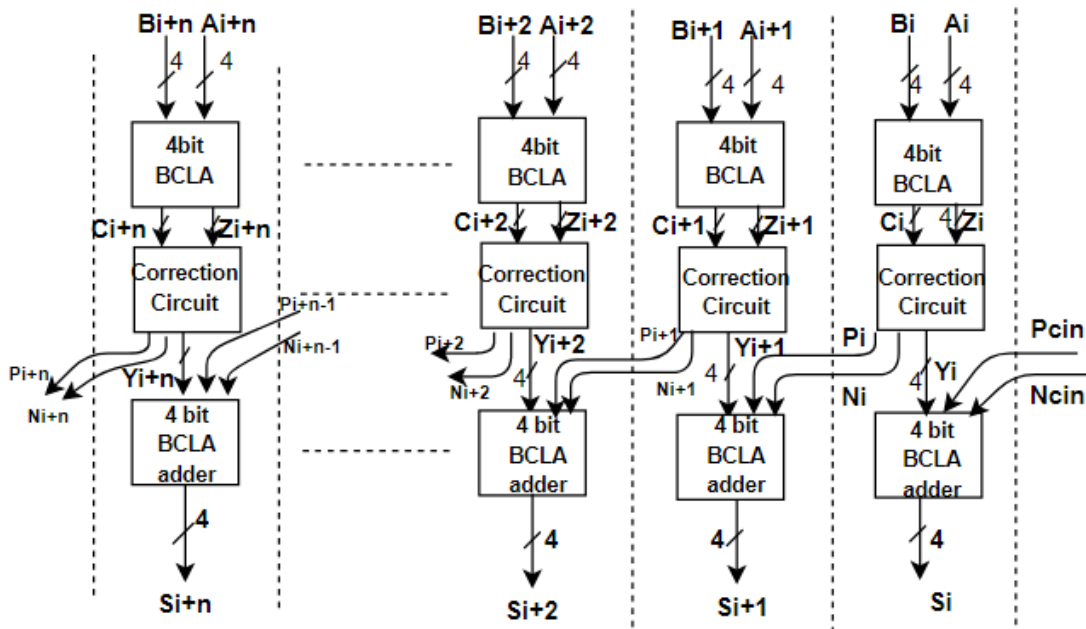 Bi+n Ai+n
Bi+2 Ai+2
Bi+1 Ai+1
Bi Ai
4 4
4 4
4 4
4 4
4bit
BCLA
4bit
BCLA
4bit
BCLA
4bit
BCLA
Ci+n Zi+n
Ci+2 Zi+2
Ci+1 Zi+1
Ci 4 Zi
Correction
Circuit
Correction
Circuit
Correction
Circuit
Correction
Circuit
Pi+n-1
Ni+n-1
Pi+n
Ni+n
Yi+n
Pi+2
Ni+2
Yi+2
4
Pi+1
Ni+1
Yi+1
4
Pi
Ni
Yi
4
Pcin
Ncin
4 bit
BCLA
adder
4 bit
BCLA
adder
4 bit
BCLA
adder
4 bit
BCLA
adder
4
4
4
4
Si+n
Si+2
Si+1
Si